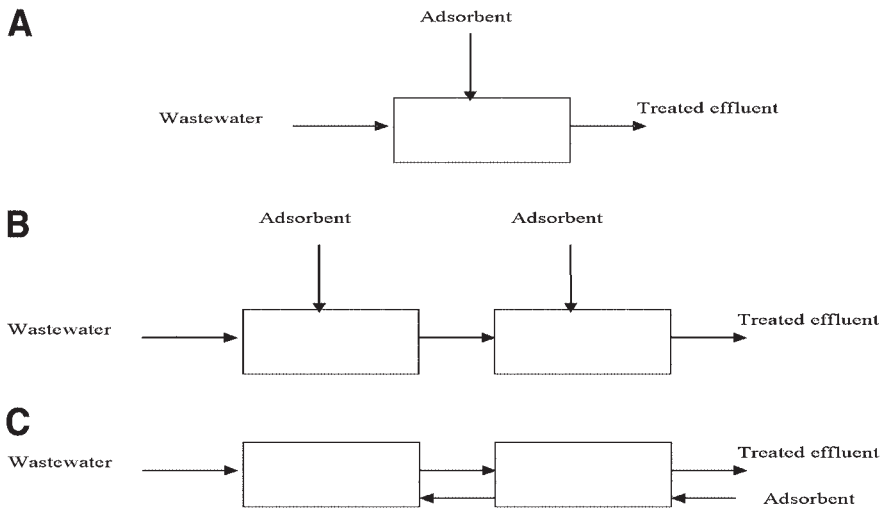 A
Adsorbent
Wastewater
Treated effluent
B
Adsorbent
Adsorbent
Wastewater
Treated effluent
C
Wastewater
Treated effluent
Adsorbent